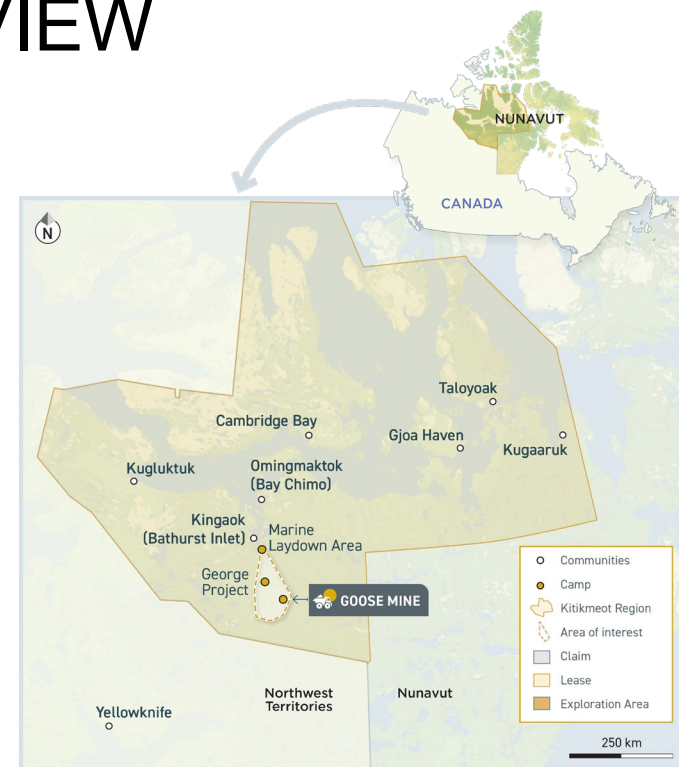 VIEW
NUNAVUT
CANADA
N
Taloyoak
Cambridge Bay
Gjoa Haven
Kugaaruk
Kugluktuk
Omingmaktok
(Bay Chimo)
Kingaok
(Bathurst Inlet)
Marine
Laydown Area
George
Project
GOOSE MINE
Communities
Camp
Kitikmeot Region
Area of interest
Claim
Lease
Exploration Area
Northwest
Territories
Nunavut
Yellowknife
250 km